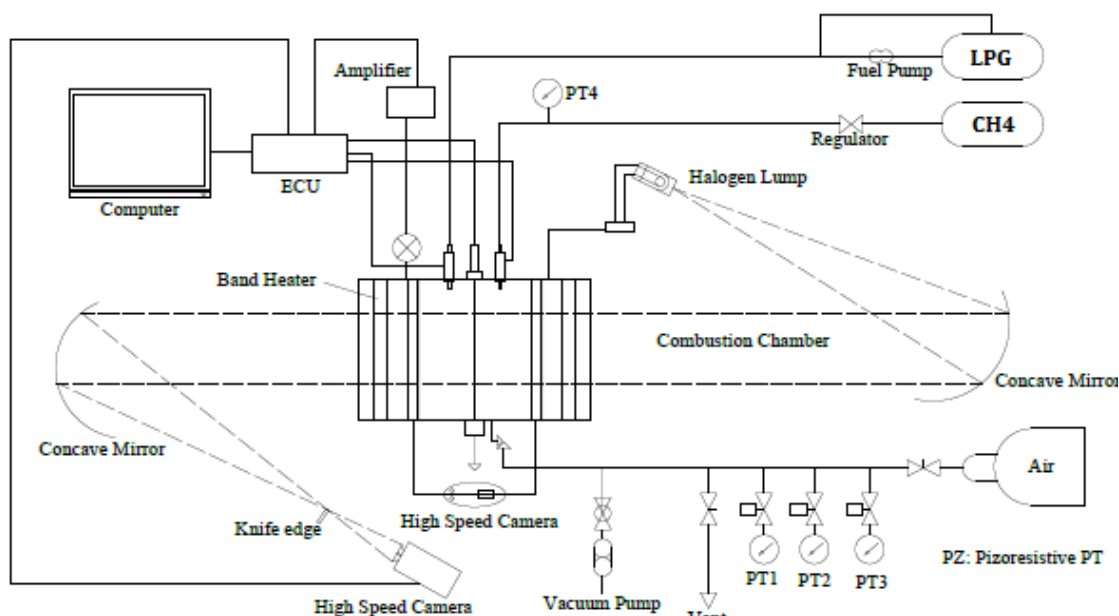 LPG
Amplifier
Fuel Pump
PT4
CH4
Regulator
ECU
Halogen Lump
Computer
Band Heater
Combustion Chamber
Concave Mirror
Concave Mirror
Air
High Speed Camera
Knife edge
PZ: Pizoresistive PT
PT1
PT2
PT3
High Speed Camera
Vacuum Pump